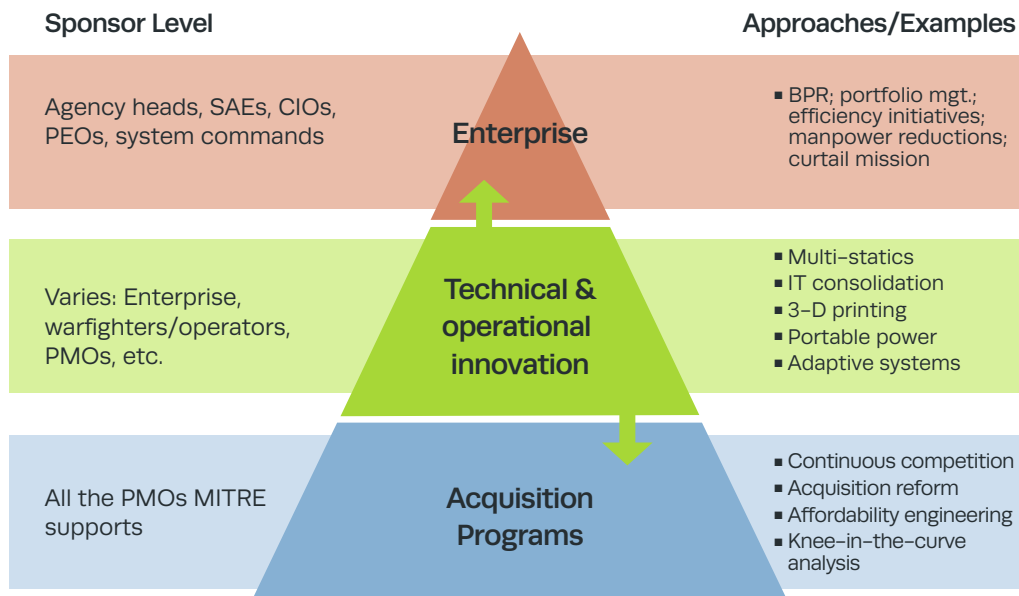 Sponsor Level
Approaches/Examples
Agency heads, SAEs, CIOs,
PEOs, system commands
Enterprise
▪ BPR; portfolio mgt.;
efficiency initiatives;
manpower reductions;
curtail mission
Varies: Enterprise,
warfighters/operators,
PMOs, etc.
Technical &
operational
innovation
▪ Multi-statics
▪ IT consolidation
▪ 3-D printing
▪ Portable power
▪ Adaptive systems
All the PMOs MITRE
supports
Acquisition
Programs
▪ Continuous competition
▪ Acquisition reform
▪ Affordability engineering
▪ Knee-in-the-curve
analysis